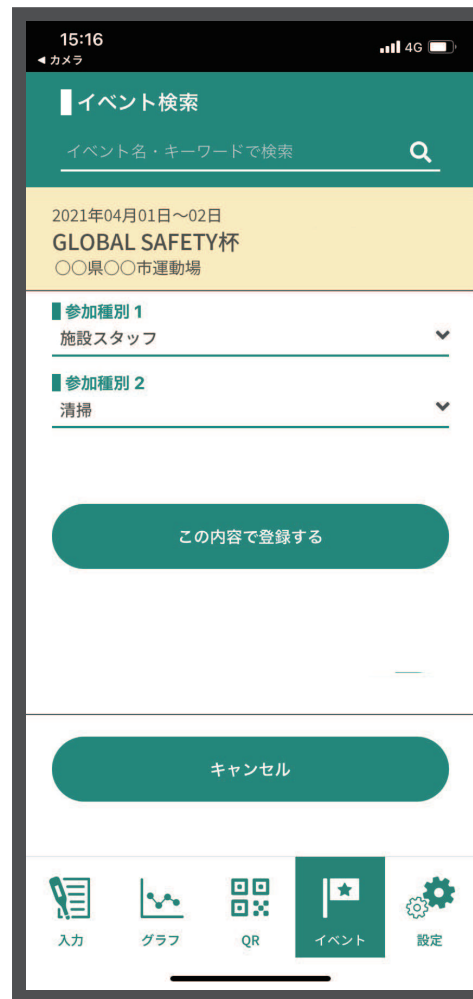 15:16
4G
◀ カメラ
イベント検索
イベント名・キーワードで検索
2021年04月01日～02日
GLOBAL SAFETY杯
○○県○○市運動場
参加種別 1
施設スタッフ
参加種別 2
清掃
この内容で登録する
キャンセル
入力
グラフ
QR
イベント
設定